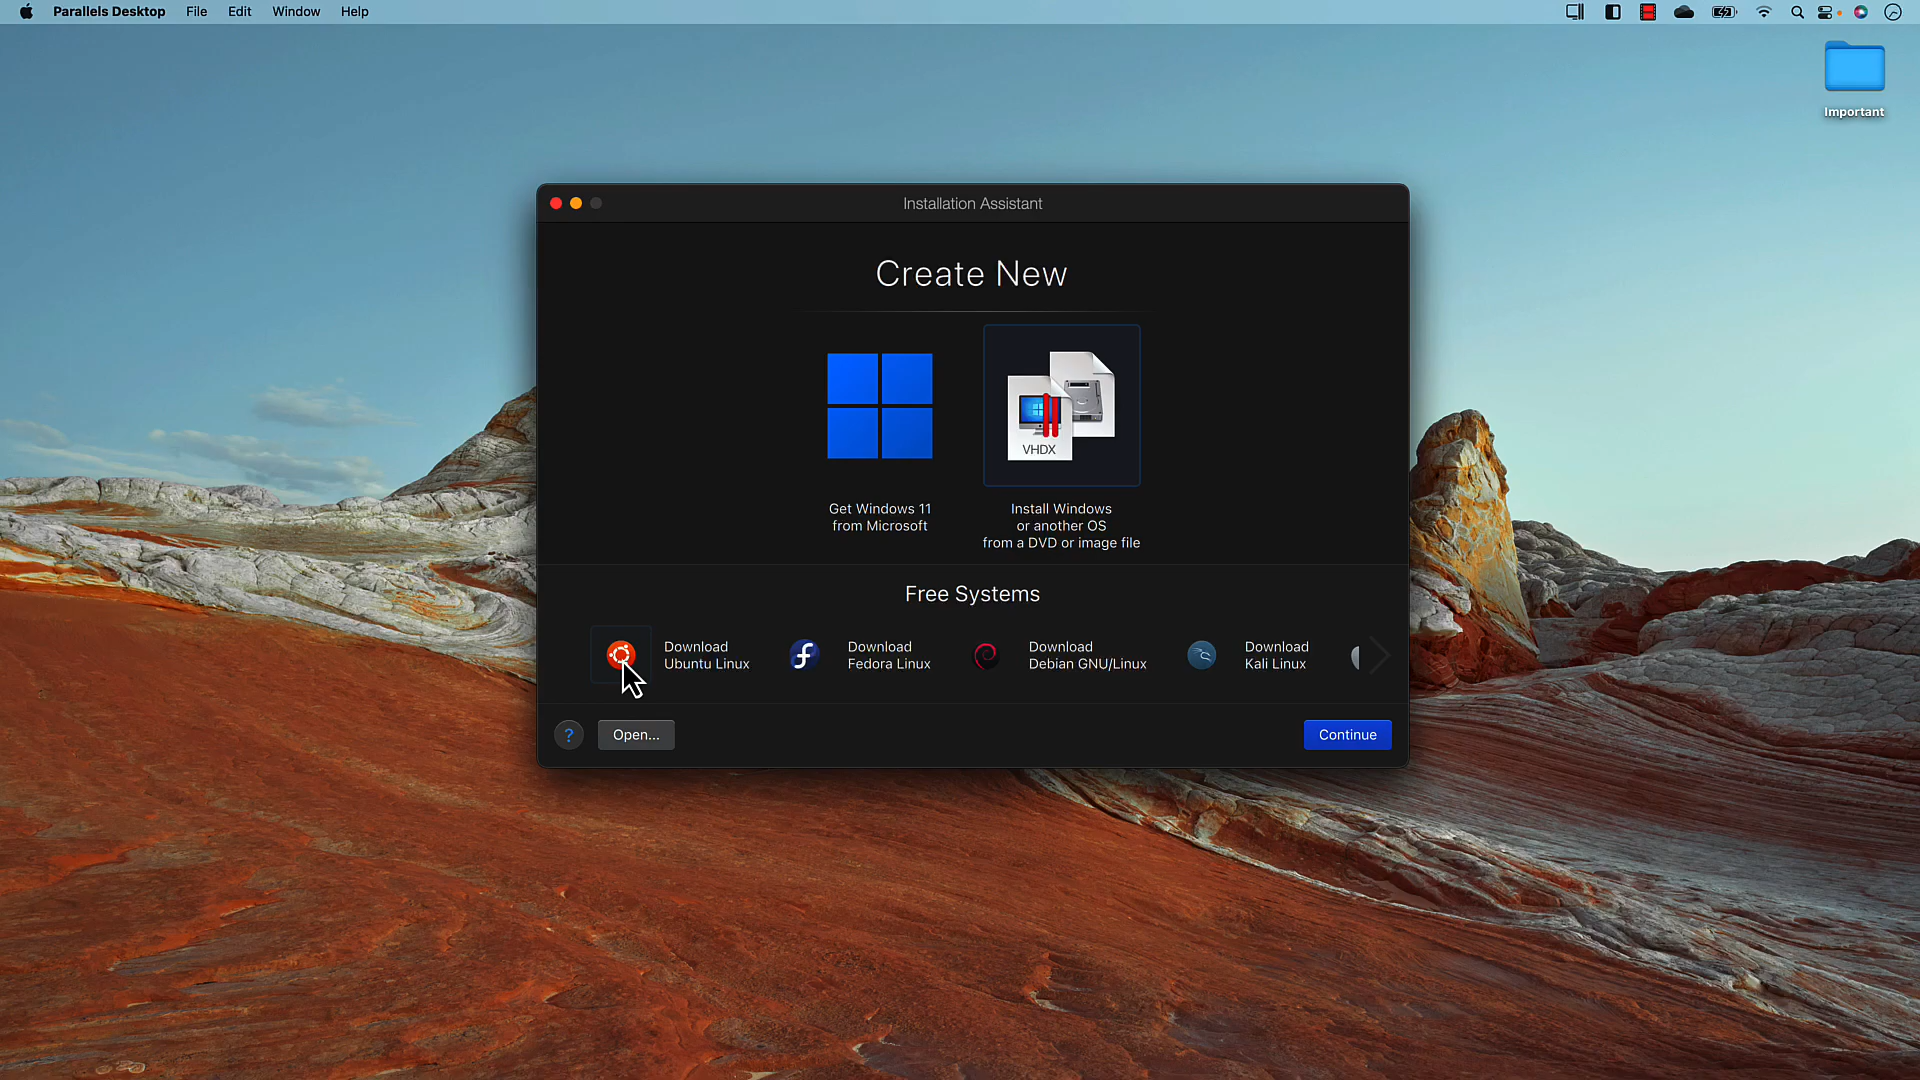 Parallels Desktop File Edit Window Help
Important
Installation Assistant
Create New
VHDX
Get Windows 11
from Microsoft
Install Windows
or another OS
from a DVD or image file
Free Systems
Download
Ubuntu Linux
Download
Fedora Linux
Download
Debian GNU/Linux
Download
Kali Linux
?
Open...
Continue